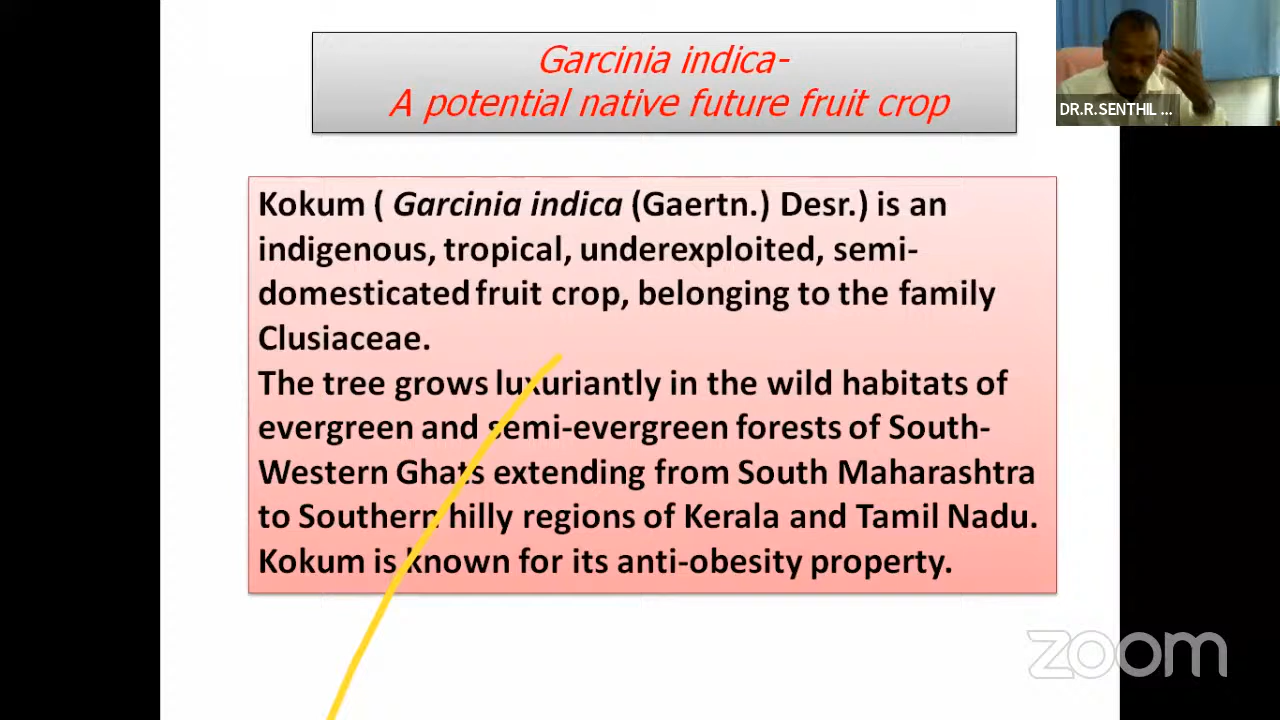 Garcinia indica-
A potential native future fruit crop
DR.R.SENTHIL ...
Kokum ( Garcinia indica (Gaertn.) Desr.) is an
indigenous, tropical, underexploited, semi-
domesticated fruit crop, belonging to the family
Clusiaceae.
The tree grows luxuriantly in the wild habitats of
evergreen and semi-evergreen forests of South-
Western Ghats extending from South Maharashtra
to Southern hilly regions of Kerala and Tamil Nadu.
Kokum is known for its anti-obesity property.
zoom